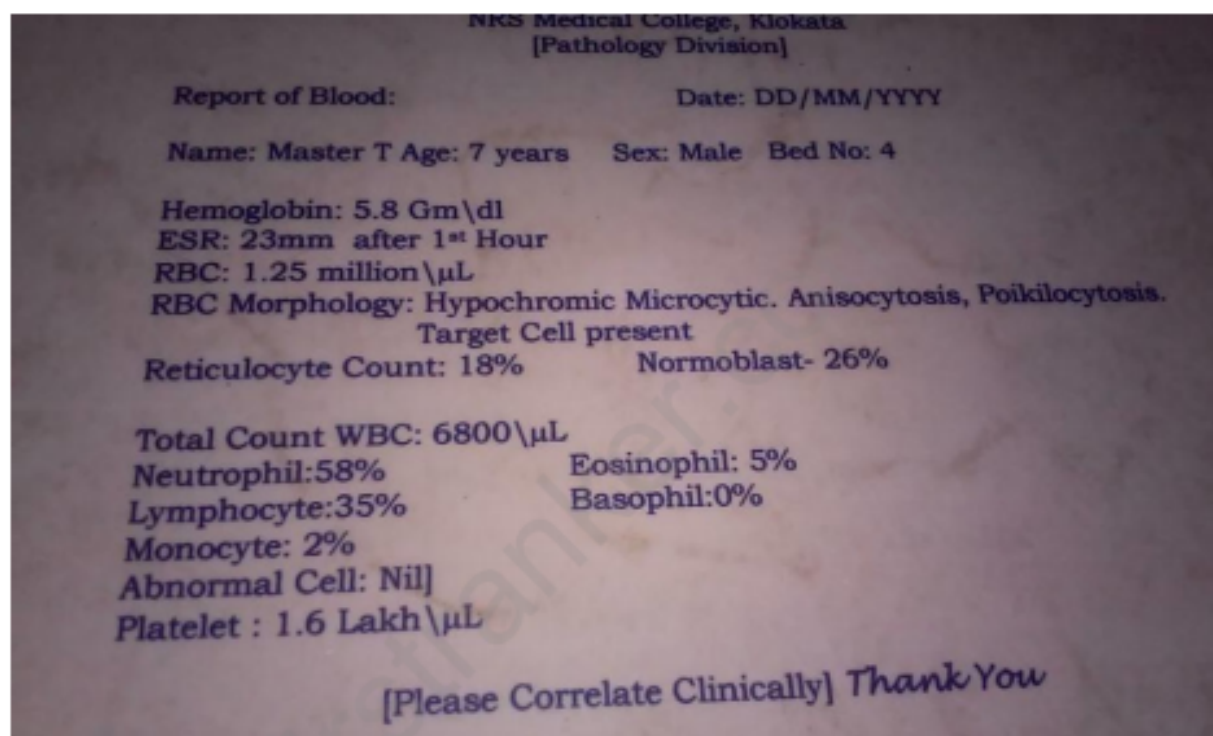 NRS Medical College, Klokata
[Pathology Division]
Report of Blood: Date: DD/MM/YYYY
Name: Master T Age: 7 years Sex: Male Bed No: 4
Hemoglobin: 5.8 Gm\dl
ESR: 23mm after 1st Hour
RBC: 1.25 million\µL
RBC Morphology: Hypochromic Microcytic. Anisocytosis, Poikilocytosis.
Target Cell present
Reticulocyte Count: 18% Normoblast- 26%
Total Count WBC: 6800\µL
Neutrophil:58% Eosinophil: 5%
Lymphocyte:35% Basophil:0%
Monocyte: 2%
Abnormal Cell: Nil]
Platelet : 1.6 Lakh\µL
[Please Correlate Clinically] Thank You